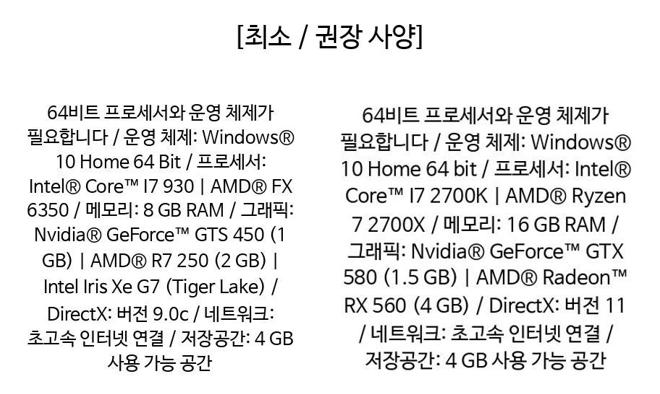 [최소 / 권장 사양]
64비트 프로세서와 운영 체제가
필요합니다 / 운영 체제: Windows®
10 Home 64 Bit / 프로세서:
Intel® Core™ I7 930 | AMD® FX
6350 / 메모리: 8 GB RAM / 그래픽:
Nvidia® GeForce™ GTS 450 (1
GB) | AMD® R7 250 (2 GB) |
Intel Iris Xe G7 (Tiger Lake) /
DirectX: 버전 9.0c / 네트워크:
초고속 인터넷 연결 / 저장공간: 4 GB
사용 가능 공간
64비트 프로세서와 운영 체제가
필요합니다 / 운영 체제: Windows®
10 Home 64 bit / 프로세서: Intel®
Core™ I7 2700K | AMD® Ryzen
7 2700X / 메모리: 16 GB RAM /
그래픽: Nvidia® GeForce™ GTX
580 (1.5 GB) | AMD® Radeon™
RX 560 (4 GB) / DirectX: 버전 11
/ 네트워크: 초고속 인터넷 연결 /
저장공간: 4 GB 사용 가능 공간